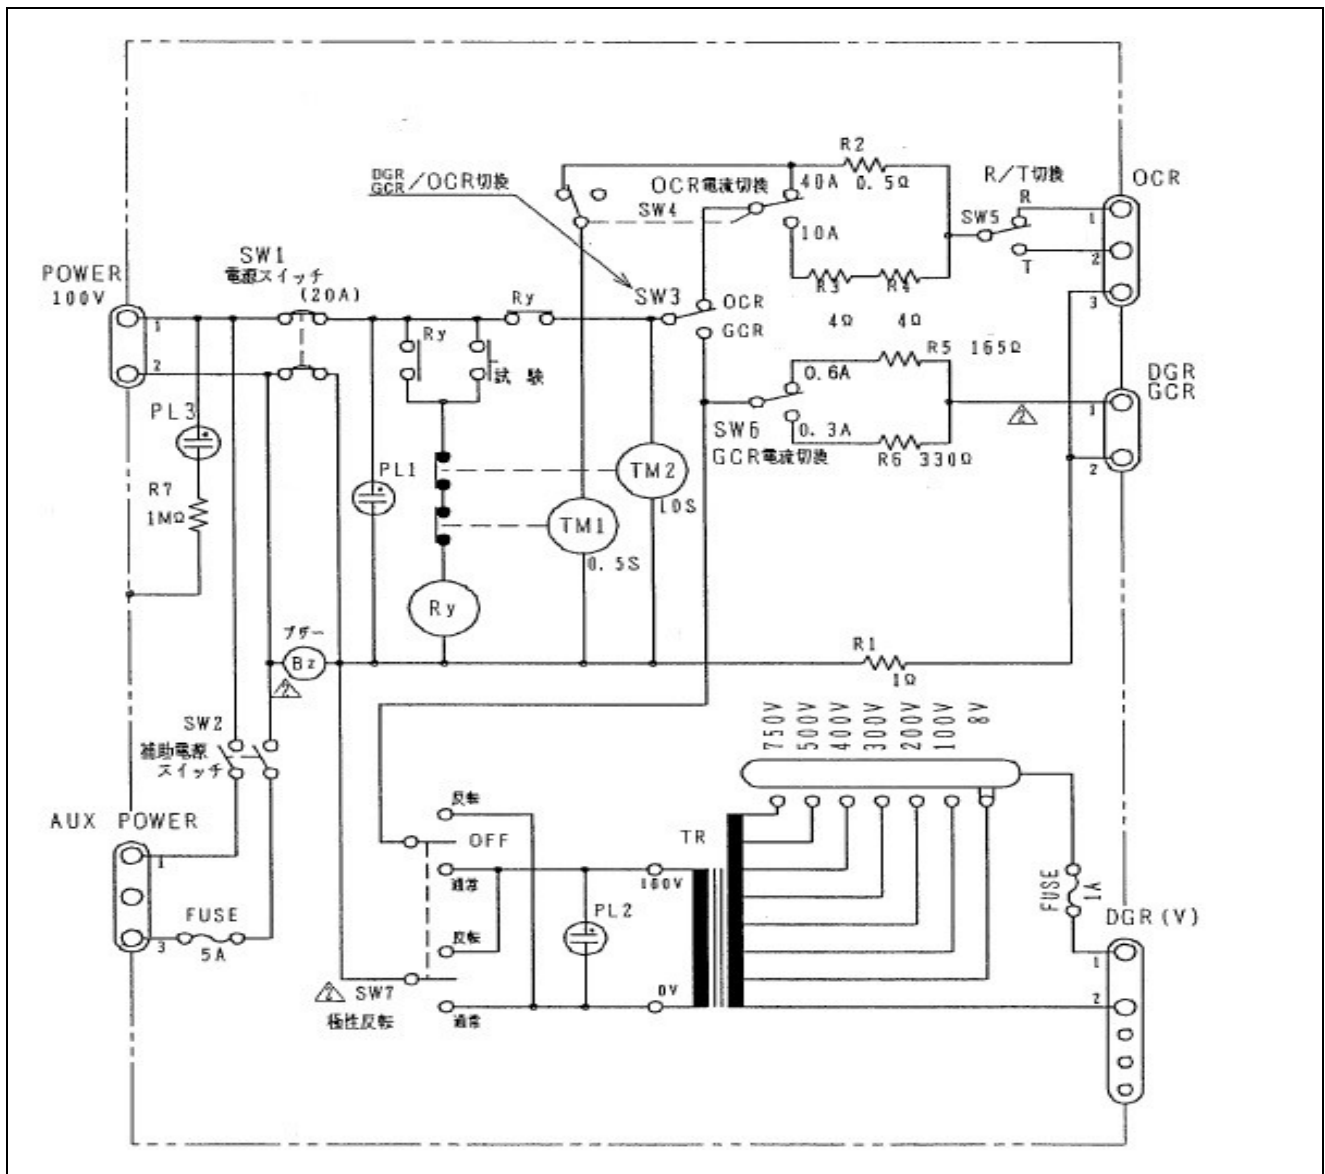 R2
0.5Ω
DGR
GCR /OCR切換
OCR電流切換
40A
R/T切換
OCR
SW4
R
SW5
1
10A
2
T
SW1
電源スイッチ
(20A)
POWER
100V
Ry
SW3
OCR
R3
R4
3
1
Ry
GCR
4Ω
4Ω
R5 165Ω
2
試験
0.6A
DGR
GCR
PL3
SW6
0.3A
2
1
GCR電流切換
R6 330Ω
2
PL1
TM2
10S
R7
1MΩ
TM1
0.5S
Ry
ブザー
Bz
2
R1
1Ω
SW2
補助電源
スイッチ
750V
500V
400V
300V
200V
100V
8V
反転
AUX POWER
OFF
TR
1
通常
160V
FUSE
1A
FUSE
PL2
DGR(V)
3
5A
反転
1
2
SW7
0V
2
極性反転
通常